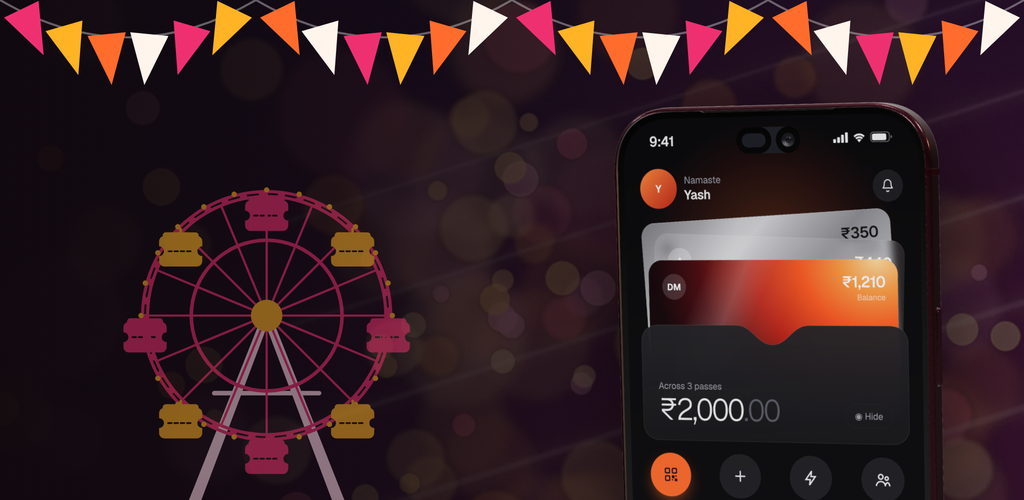 9:41
Y
Namaste
Yash
₹350
DM
₹1,210
Balance
Across 3 passes
₹2,000.00
Hide